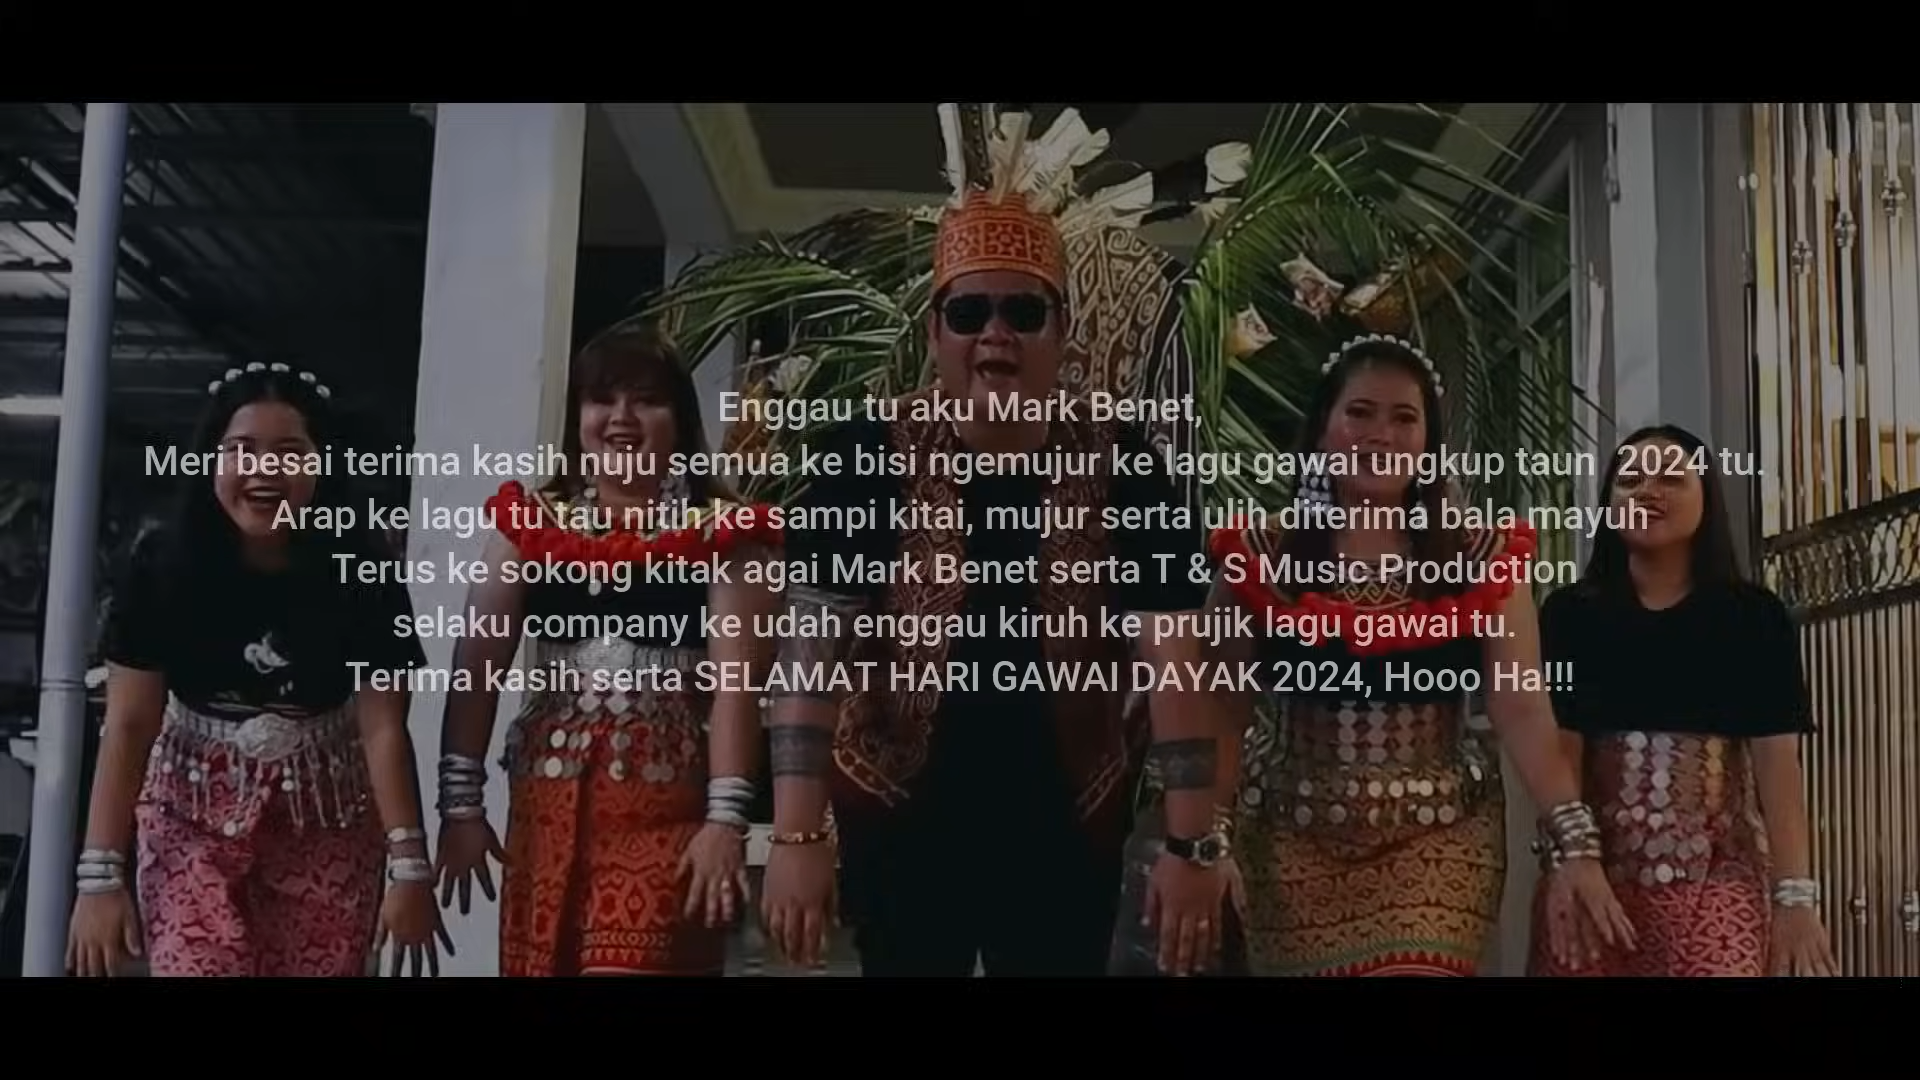 Enggau tu aku Mark Benet,
Meri besai terima kasih nuju semua ke bisi ngemujur ke lagu gawai ungkup taun 2024 tu.
Arap ke lagu tu tau nitih ke sampi kitai, mujur serta ulih diterima bala mayuh
Terus ke sokong kitak agai Mark Benet serta T & S Music Production
selaku company ke udah enggau kiruh ke prujik lagu gawai tu.
Terima kasih serta SELAMAT HARI GAWAI DAYAK 2024, Hooo Ha!!!